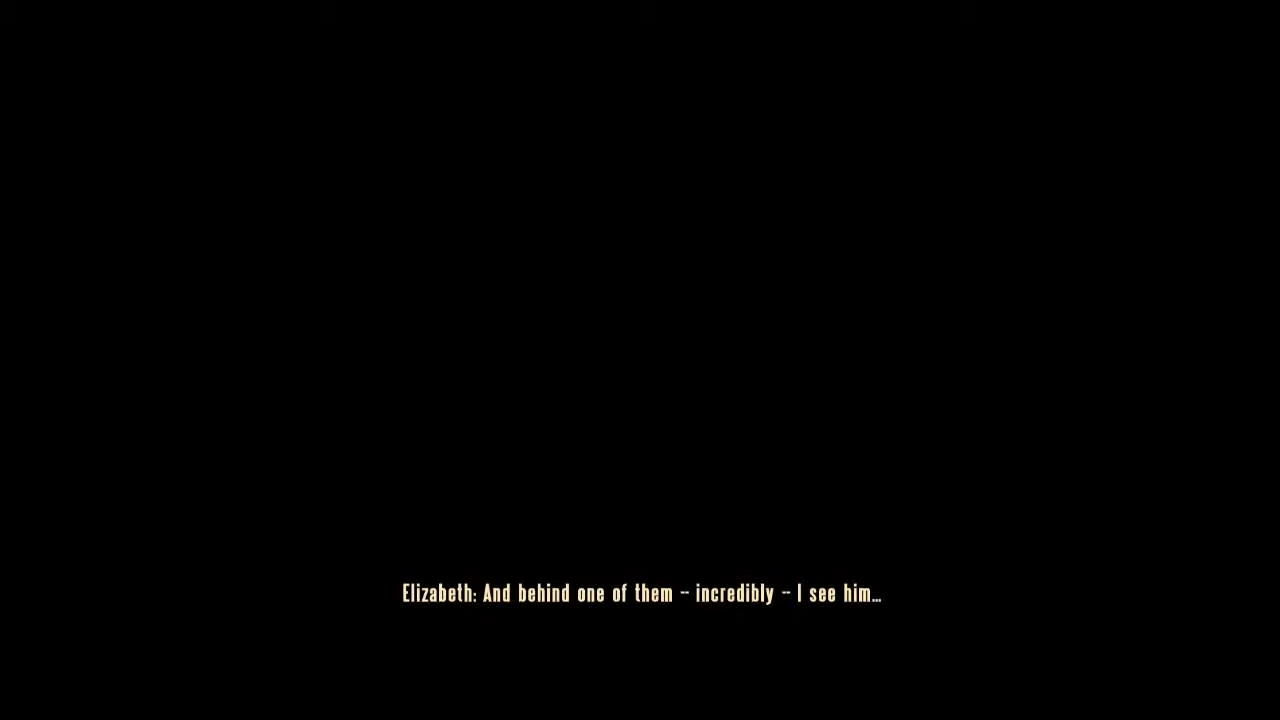 Elizabeth: And behind one of them -- incredibly -- I see him...